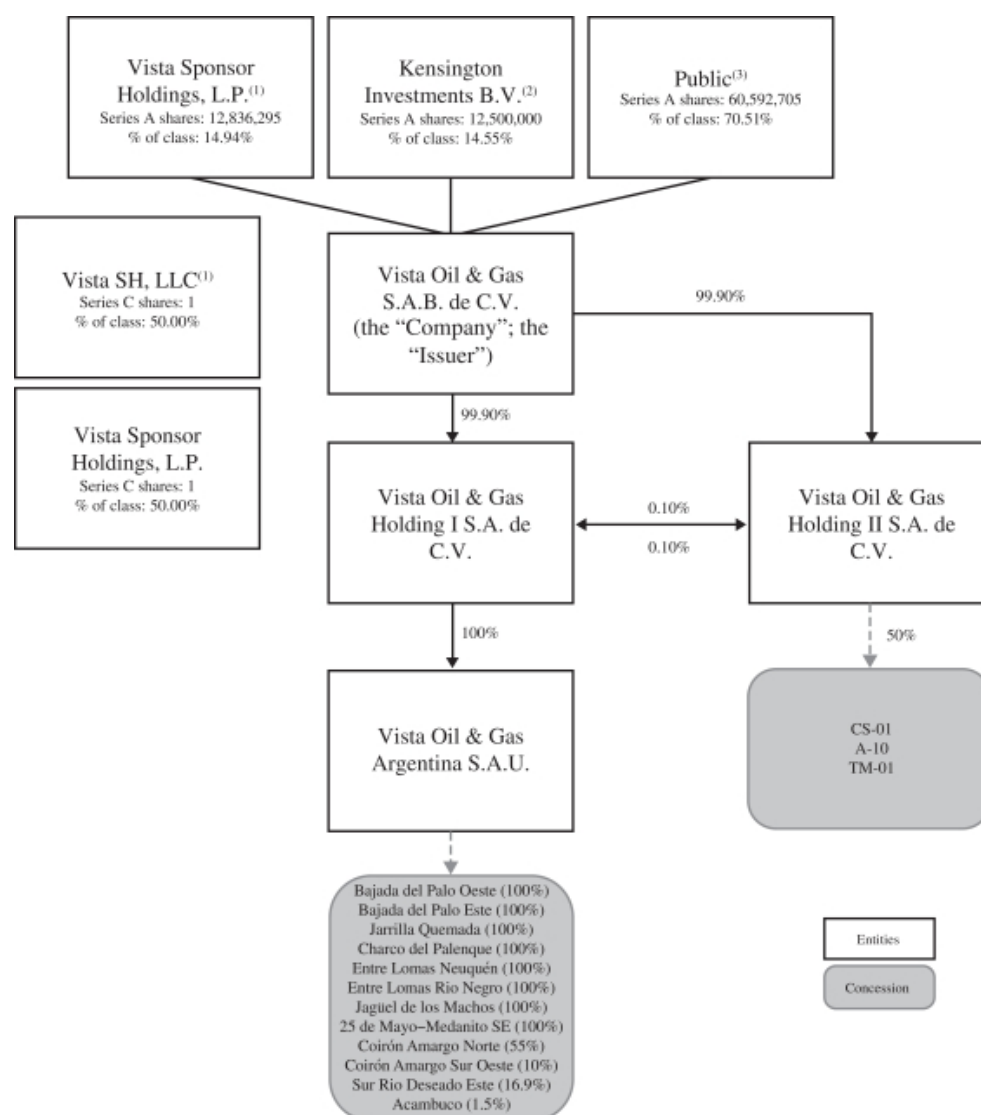 Vista Sponsor
Holdings, L.P.(1)
Series A shares: 12,836,295
% of class: 14.94%
Kensington
Investments B.V.(2)
Series A shares: 12,500,000
% of class: 14.55%
Public(3)
Series A shares: 60,592,705
% of class: 70.51%
Vista SH, LLC(1)
Series C shares: 1
% of class: 50.00%
Vista Oil & Gas
S.A.B. de C.V.
(the “Company”; the
“Issuer”)
99.90%
99.90%
Vista Sponsor
Holdings, L.P.
Series C shares: 1
% of class: 50.00%
Vista Oil & Gas
Holding I S.A. de
C.V.
0.10%
0.10%
Vista Oil & Gas
Holding II S.A. de
C.V.
100%
50%
Vista Oil & Gas
Argentina S.A.U.
CS-01
A-10
TM-01
Bajada del Palo Oeste (100%)
Bajada del Palo Este (100%)
Jarrilla Quemada (100%)
Charco del Palenque (100%)
Entre Lomas Neuquén (100%)
Entre Lomas Rio Negro (100%)
Jagüel de los Machos (100%)
25 de Mayo−Medanito SE (100%)
Coirón Amargo Norte (55%)
Coirón Amargo Sur Oeste (10%)
Sur Rio Deseado Este (16.9%)
Acambuco (1.5%)
Entities
Concession